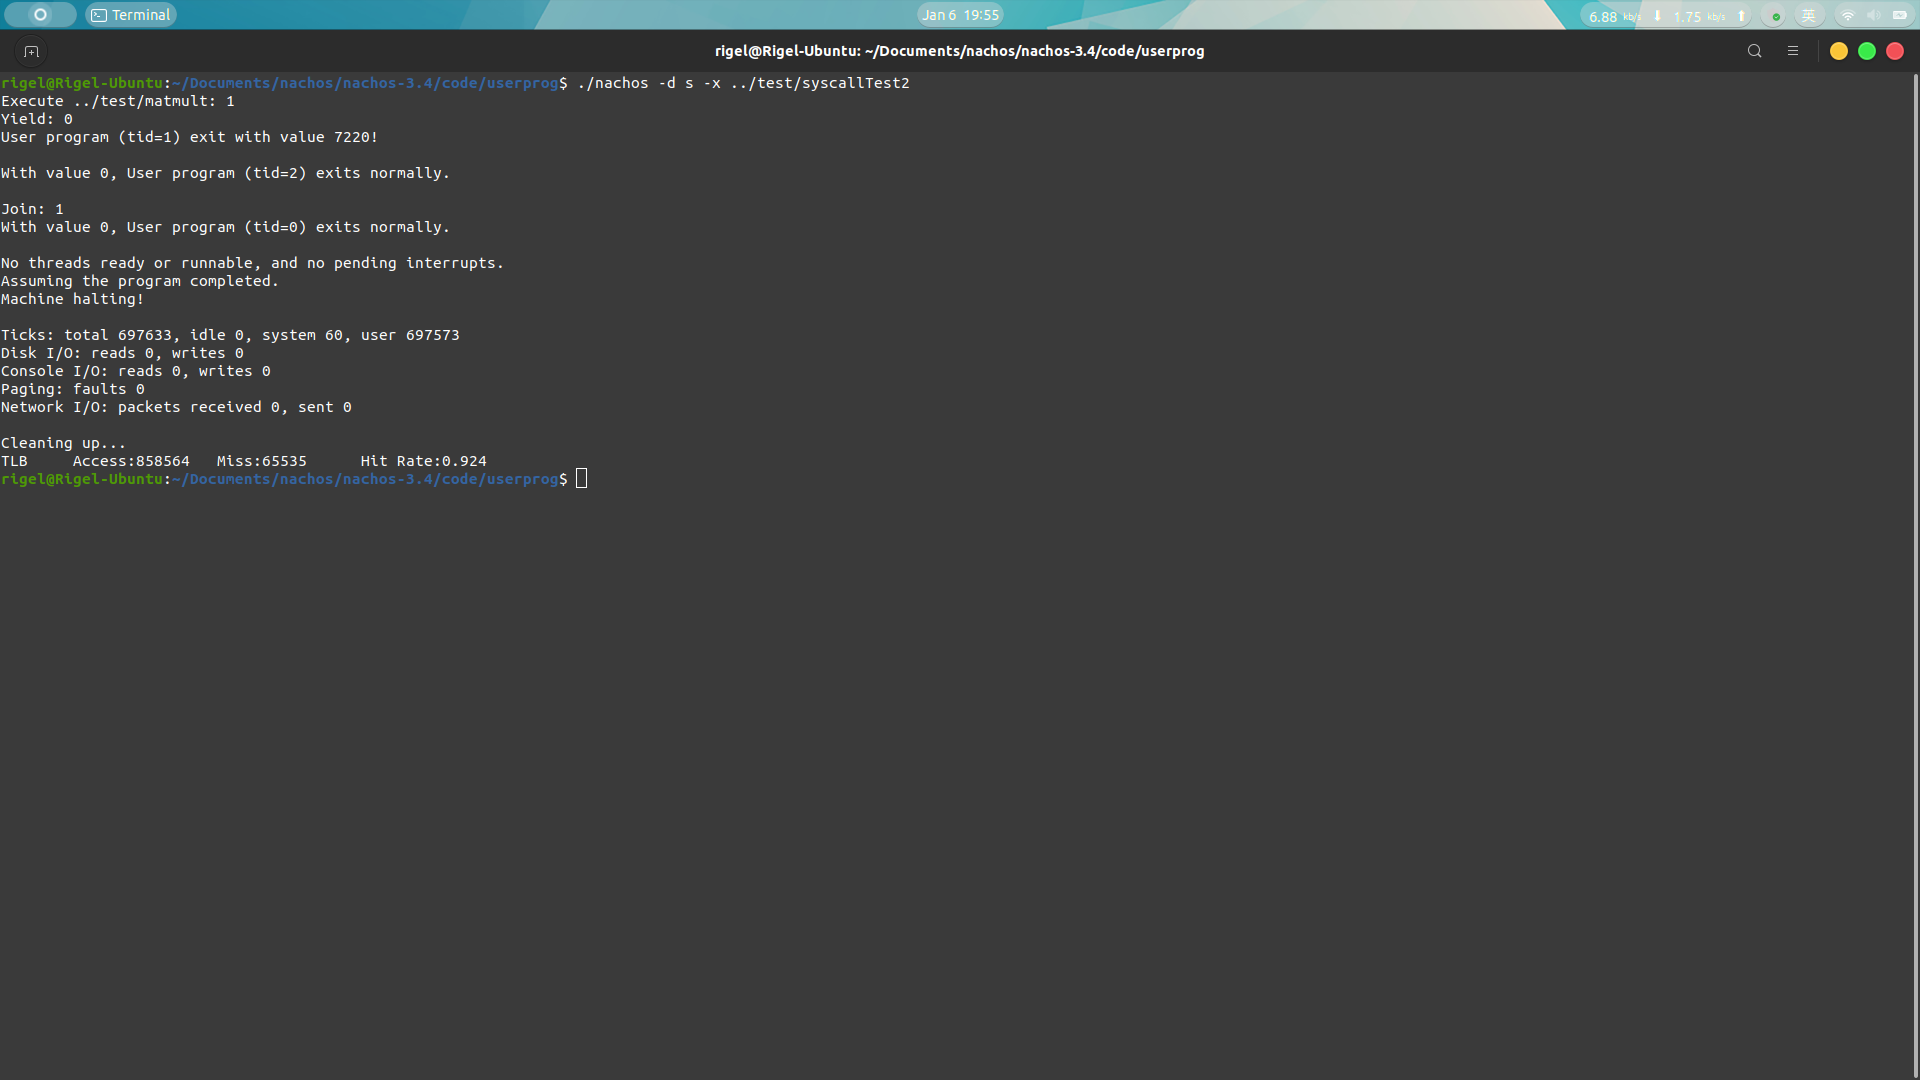 Terminal
Jan 6 19:55
6.88 kb/s 1.75 kb/s 英
rigel@Rigel-Ubuntu: ~/Documents/nachos/nachos-3.4/code/userprog
rigel@Rigel-Ubuntu:~/Documents/nachos/nachos-3.4/code/userprog$ ./nachos -d s -x ../test/syscallTest2
Execute ../test/matmult: 1
Yield: 0
User program (tid=1) exit with value 7220!
With value 0, User program (tid=2) exits normally.
Join: 1
With value 0, User program (tid=0) exits normally.
No threads ready or runnable, and no pending interrupts.
Assuming the program completed.
Machine halting!
Ticks: total 697633, idle 0, system 60, user 697573
Disk I/O: reads 0, writes 0
Console I/O: reads 0, writes 0
Paging: faults 0
Network I/O: packets received 0, sent 0
Cleaning up...
TLB     Access:858564   Miss:65535      Hit Rate:0.924
rigel@Rigel-Ubuntu:~/Documents/nachos/nachos-3.4/code/userprog$